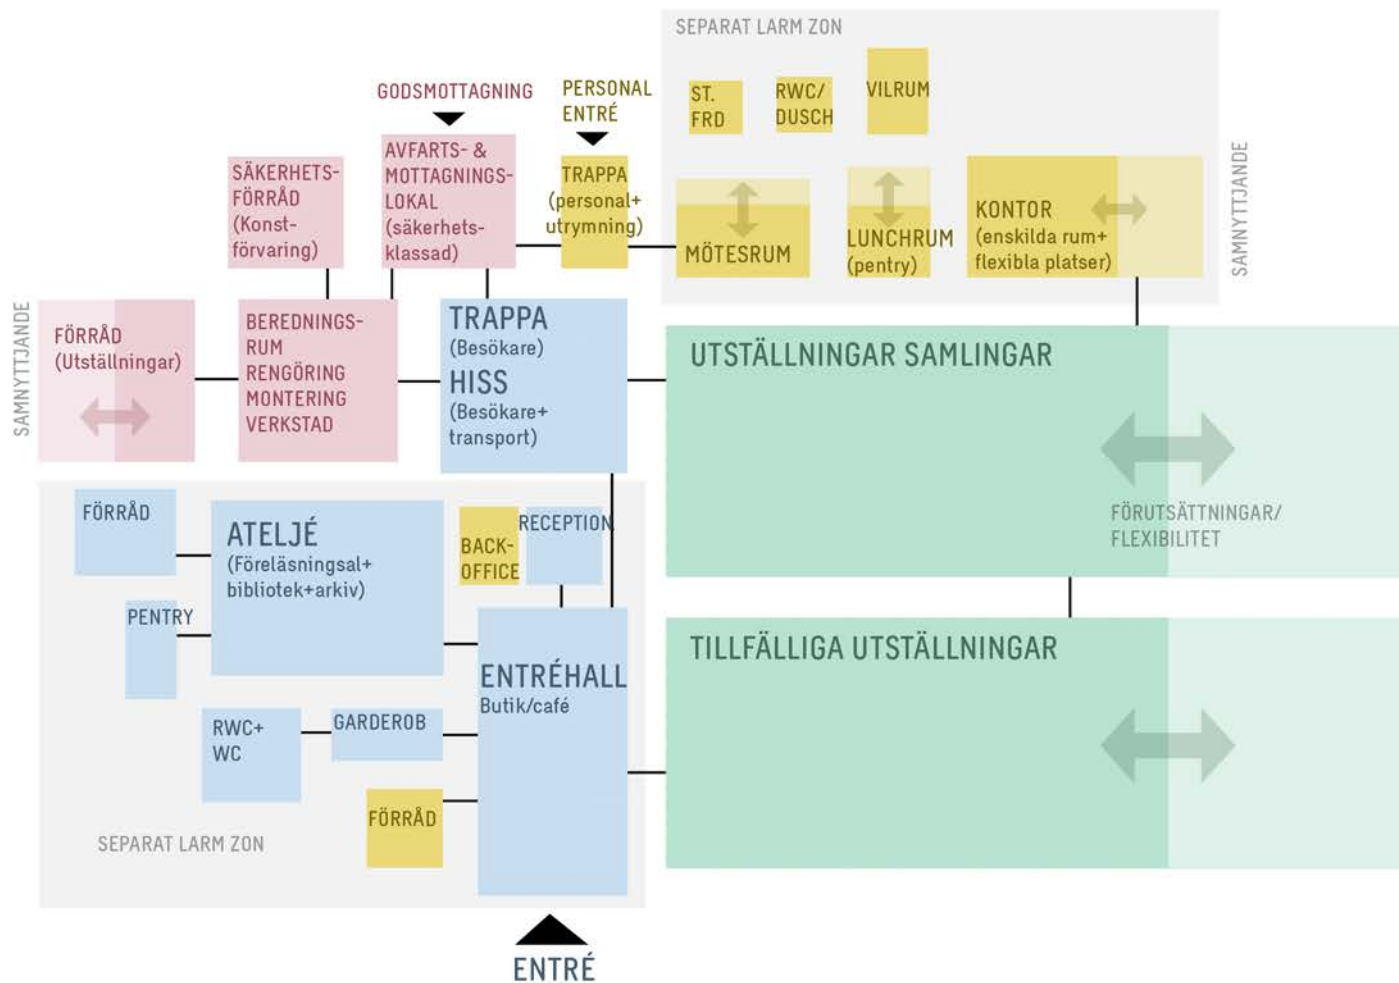 SEPARAT LARM ZON
GODSMOTTAGNING
PERSONAL
ENTRÉ
ST.
FRD
RWC/
DUSCH
VILRUM
SÄKERHETS-
FÖRRÅD
(Konst-
förvaring)
AVFARTS- &
MOTTAGNINGS-
LOKAL
(säkerhets-
klassad)
TRAPPA
(personal+
utrymning)
MÖTESRUM
LUNCHRUM
(pentry)
KONTOR
(enskilda rum+
flexibla platser)
SAMNYTTJANDE
SAMNYTTJANDE
FÖRRÅD
(Utställningar)
BEREDNINGS-
RUM
RENGÖRING
MONTERING
VERKSTAD
TRAPPA
(Besökare)
HISS
(Besökare+
transport)
UTSTÄLLNINGAR SAMLINGAR
FÖRUTSÄTTNINGAR/
FLEXIBILITET
FÖRRÅD
ATELJÉ
(Föreläsningsal+
bibliotek+arkiv)
BACK-
OFFICE
RECEPTION
PENTRY
ENTRÉHALL
Butik/café
TILLFÄLLIGA UTSTÄLLNINGAR
RWC+
WC
GARDEROB
FÖRRÅD
SEPARAT LARM ZON
ENTRÉ